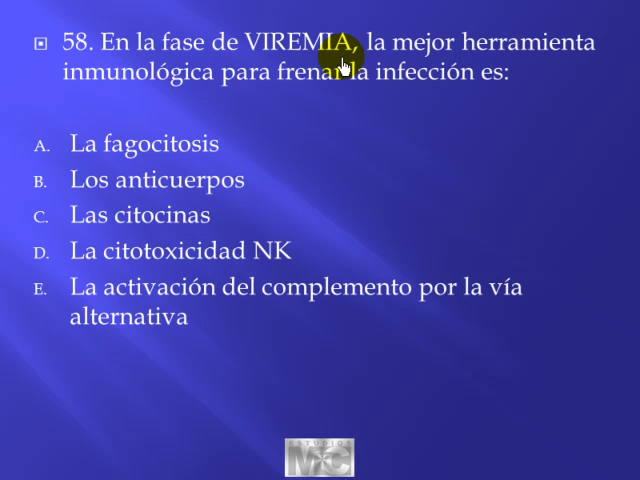 58. En la fase de VIREMIA, la mejor herramienta
inmunológica para frenar la infección es:
A. La fagocitosis
B. Los anticuerpos
C. Las citocinas
D. La citotoxicidad NK
E. La activación del complemento por la vía
alternativa
ESTUDIOS
MC